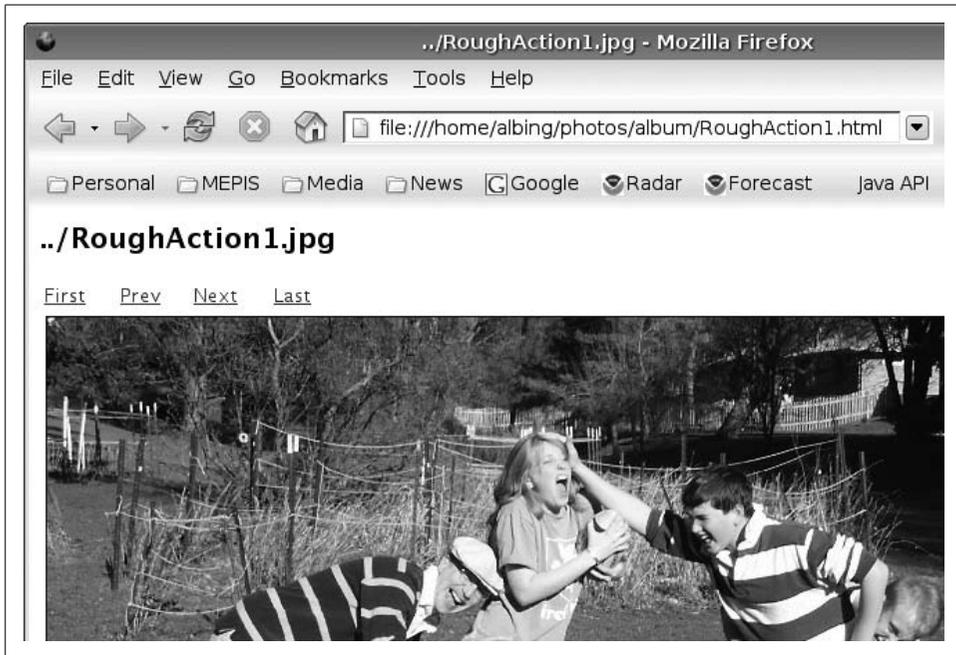 ../RoughAction1.jpg - Mozilla Firefox
File Edit View Go Bookmarks Tools Help
file:///home/albing/photos/album/RoughAction1.html
Personal MEPIS Media News G Google Radar Forecast Java API
../RoughAction1.jpg
First Prev Next Last